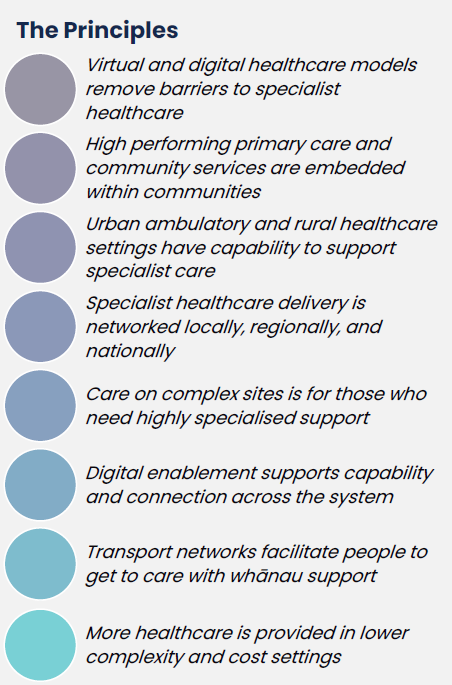 The Principles
Virtual and digital healthcare models
remove barriers to specialist
healthcare
High performing primary care and
community services are embedded
within communities
Urban ambulatory and rural healthcare
settings have capability to support
specialist care
Specialist healthcare delivery is
networked locally, regionally, and
nationally
Care on complex sites is for those who
need highly specialised support
Digital enablement supports capability
and connection across the system
Transport networks facilitate people to
get to care with whānau support
More healthcare is provided in lower
complexity and cost settings